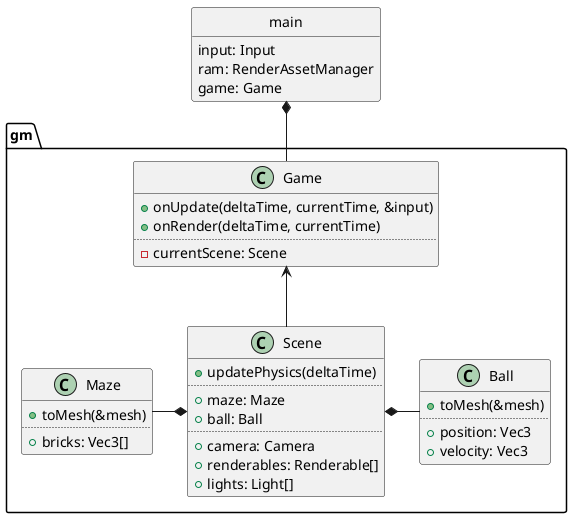 main
input: Input
ram: RenderAssetManager
game: Game
gm
C Game
onUpdate(deltaTime, currentTime, &input)
onRender(deltaTime, currentTime)
currentScene: Scene
C Maze
toMesh(&mesh)
bricks: Vec3[]
C Scene
updatePhysics(deltaTime)
maze: Maze
ball: Ball
camera: Camera
renderables: Renderable[]
lights: Light[]
C Ball
toMesh(&mesh)
position: Vec3
velocity: Vec3